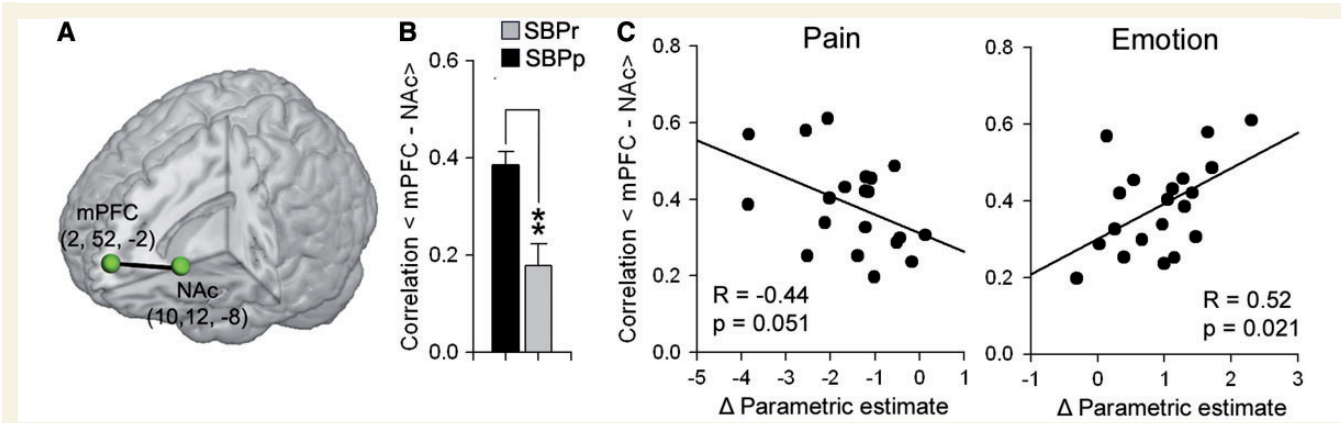 A
mPFC
(2, 52, -2)
NAc
(10,12, -8)
B
SBPr
SBPp
Correlation < mPFC - NAc>
0.6
0.4
0.2
0.0
**
C
Pain
Correlation < mPFC - NAc>
0.8
0.6
0.4
0.2
0.0
R = -0.44
p = 0.051
-5 -4 -3 -2 -1 0 1
Δ Parametric estimate
Emotion
0.8
0.6
0.4
0.2
0.0
R = 0.52
p = 0.021
-1 0 1 2 3
Δ Parametric estimate